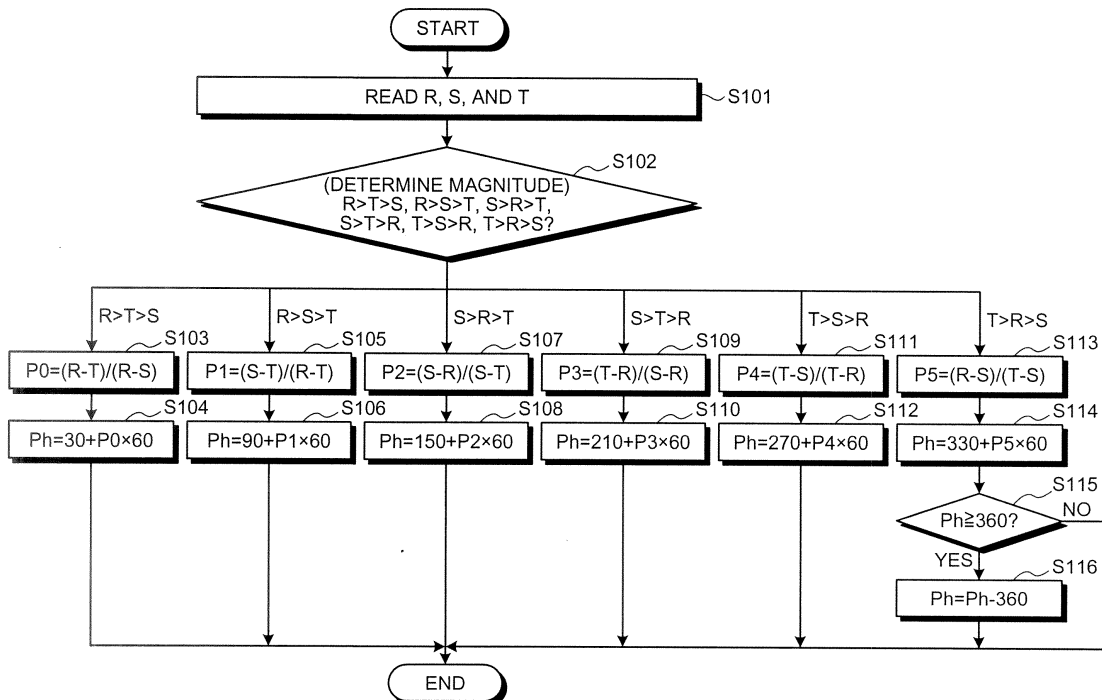 START
READ R, S, AND T
S101
S102
(DETERMINE MAGNITUDE)
R>T>S, R>S>T, S>R>T,
S>T>R, T>S>R, T>R>S?
R>T>S
R>S>T
S>R>T
S>T>R
T>S>R
T>R>S
S103
S105
S107
S109
S111
S113
P0=(R-T)/(R-S)
P1=(S-T)/(R-T)
P2=(S-R)/(S-T)
P3=(T-R)/(S-R)
P4=(T-S)/(T-R)
P5=(R-S)/(T-S)
S104
S106
S108
S110
S112
S114
Ph=30+P0×60
Ph=90+P1×60
Ph=150+P2×60
Ph=210+P3×60
Ph=270+P4×60
Ph=330+P5×60
S115
Ph≧360?
NO
YES
S116
Ph=Ph-360
END